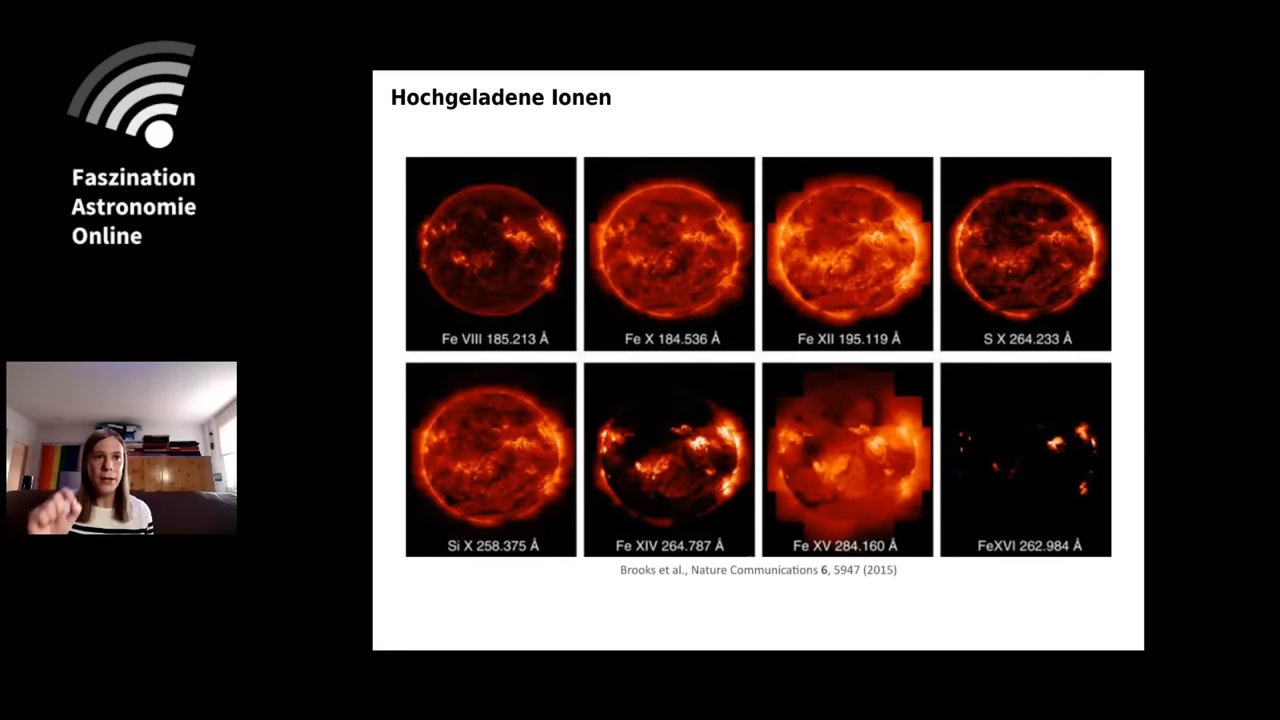 Faszination
Astronomie
Online
Hochgeladene Ionen
Fe VIII 185.213 Å
Fe X 184.536 Å
Fe XII 195.119 Å
S X 264.233 Å
Si X 258.375 Å
Fe XIV 264.787 Å
Fe XV 284.160 Å
FeXVI 262.984 Å
Brooks et al., Nature Communications 6, 5947 (2015)